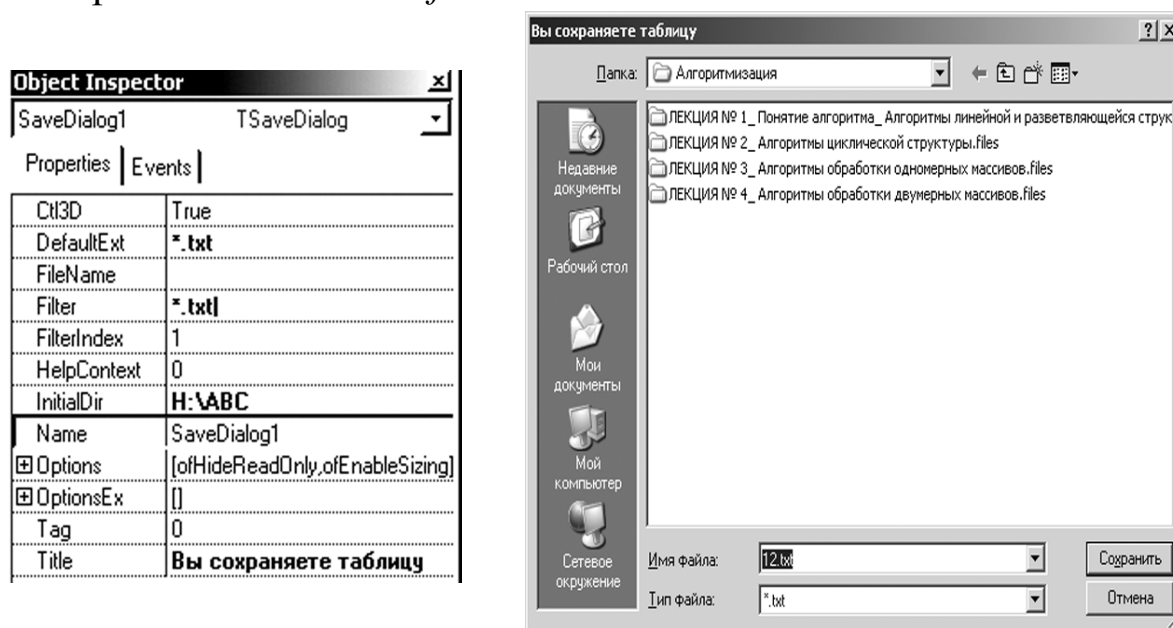 Object Inspector
SaveDialog1 TSaveDialog
Properties Events
Ctl3D True
DefaultExt *.txt
FileName
Filter *.txt
FilterIndex 1
HelpContext 0
InitialDir H:\ABC
Name SaveDialog1
Options [ofHideReadOnly,ofEnableSizing]
OptionsEx []
Tag 0
Title Вы сохраняете таблицу
Вы сохраняете таблицу
Папка: Алгоритмизация
ЛЕКЦИЯ № 1_ Понятие алгоритма_ Алгоритмы линейной и разветвляющейся струк
ЛЕКЦИЯ № 2_ Алгоритмы циклической структуры.files
ЛЕКЦИЯ № 3_ Алгоритмы обработки одномерных массивов.files
ЛЕКЦИЯ № 4_ Алгоритмы обработки двумерных массивов.files
Недавние
документы
Рабочий стол
Мои
документы
Мой
компьютер
Сетевое
окружение
Имя файла: 12.txt
Сохранить
Тип файла: *.txt
Отмена